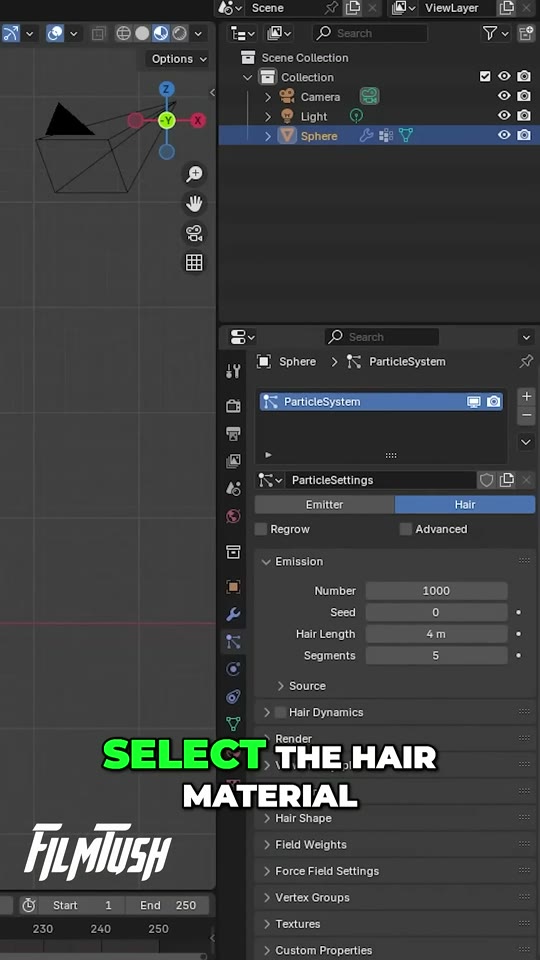 Scene
ViewLayer
Search
Options
Scene Collection
Collection
Camera
Light
Sphere
Z
-Y
X
Search
Sphere > ParticleSystem
ParticleSystem
ParticleSettings
Emitter
Hair
Regrow
Advanced
Emission
Number 1000
Seed 0
Hair Length 4 m
Segments 5
Source
Hair Dynamics
Render
SELECT THE HAIR
MATERIAL
Hair Shape
Field Weights
Force Field Settings
Vertex Groups
Textures
Custom Properties
FILMTUSH
Start 1
End 250
230
240
250